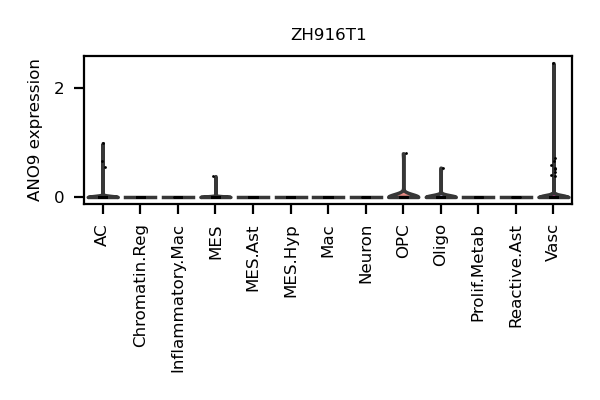 ZH916T1
ANO9 expression
2
0
AC
Chromatin.Reg
Inflammatory.Mac
MES
MES.Ast
MES.Hyp
Mac
Neuron
OPC
Oligo
Prolif.Metab
Reactive.Ast
Vasc